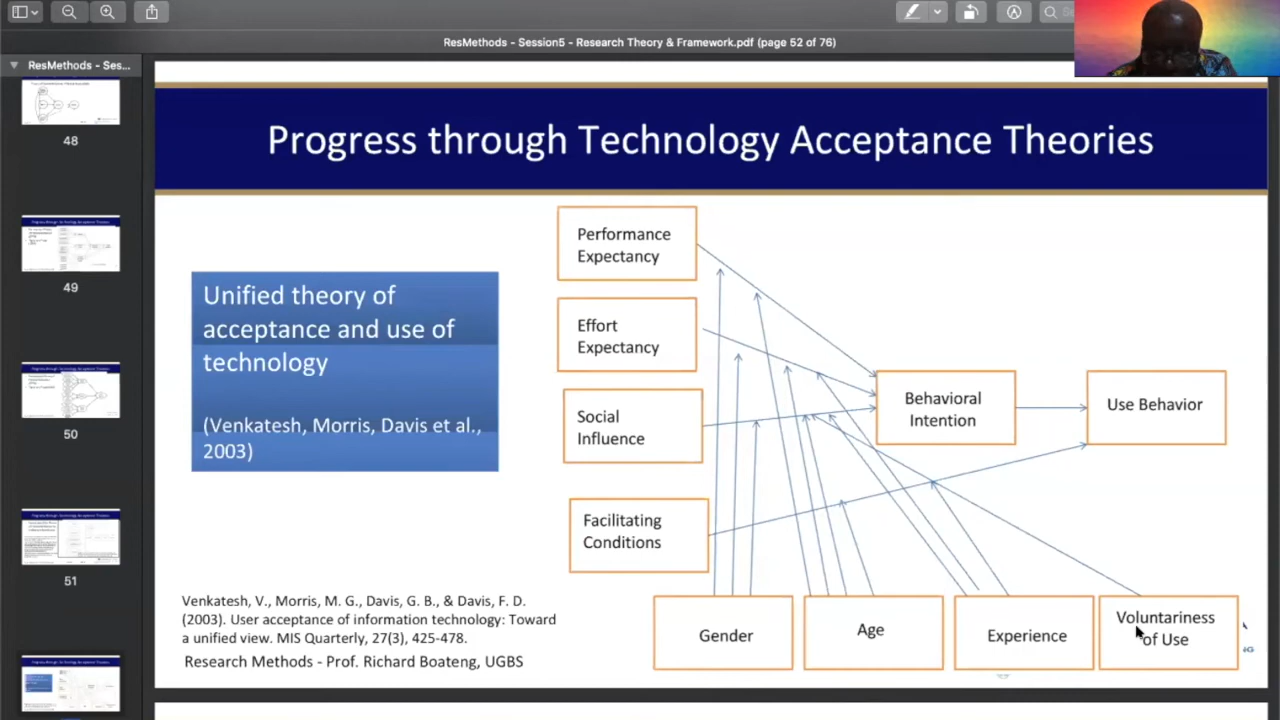 ResMethods - Session5 - Research Theory & Framework.pdf (page 52 of 76)
ResMethods - Ses...
48
49
50
51
Progress through Technology Acceptance Theories
Unified theory of
acceptance and use of
technology
(Venkatesh, Morris, Davis et al.,
2003)
Performance
Expectancy
Effort
Expectancy
Social
Influence
Facilitating
Conditions
Behavioral
Intention
Use Behavior
Gender
Age
Experience
Voluntariness
of Use
Venkatesh, V., Morris, M. G., Davis, G. B., & Davis, F. D.
(2003). User acceptance of information technology: Toward
a unified view. MIS Quarterly, 27(3), 425-478.
Research Methods - Prof. Richard Boateng, UGBS